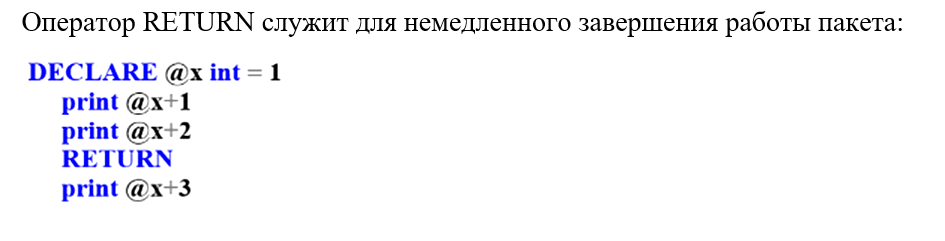 Оператор RETURN служит для немедленного завершения работы пакета:
DECLARE @x int = 1
print @x+1
print @x+2
RETURN
print @x+3